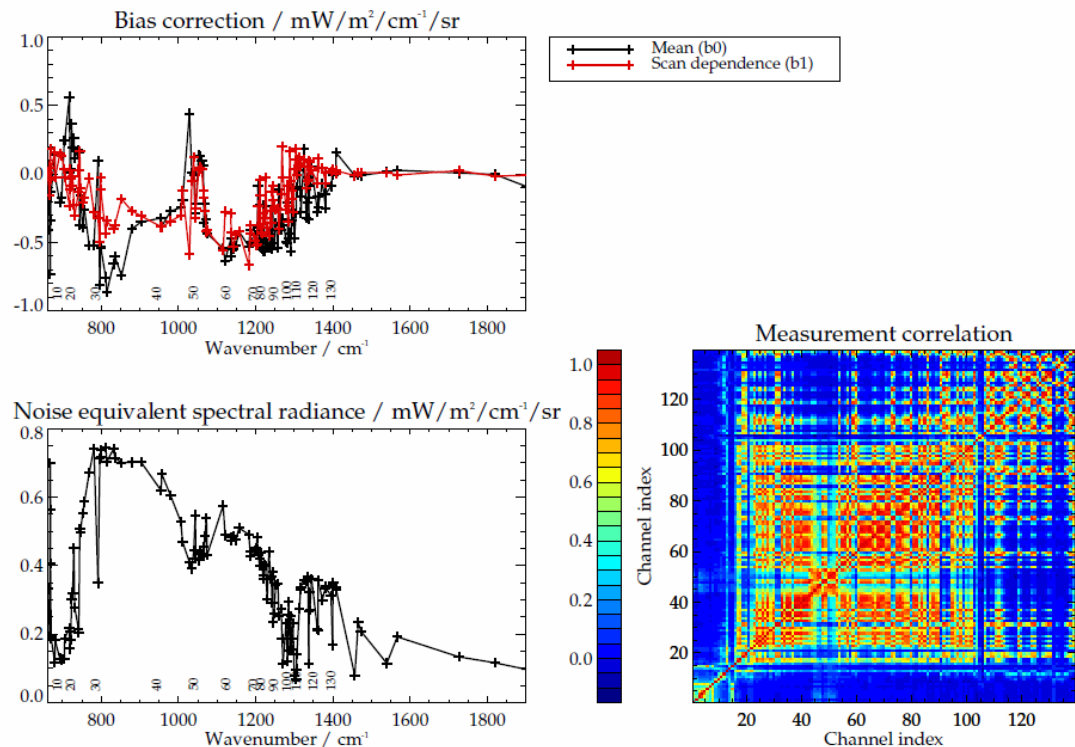 Bias correction / mW/m²/cm⁻¹/sr
1.0
0.5
0.0
-0.5
-1.0
10 20 30 40 50 60 70 80 90 100 110 120 130
800 1000 1200 1400 1600 1800
Wavenumber / cm⁻¹
Mean (b0)
Scan dependence (b1)
Noise equivalent spectral radiance / mW/m²/cm⁻¹/sr
0.8
0.6
0.4
0.2
0.0
10 20 30 40 50 60 70 80 90 100 110 120 130
800 1000 1200 1400 1600 1800
Wavenumber / cm⁻¹
1.0
0.8
0.6
0.4
0.2
0.0
Measurement correlation
Channel index
120
100
80
60
40
20
20 40 60 80 100 120
Channel index